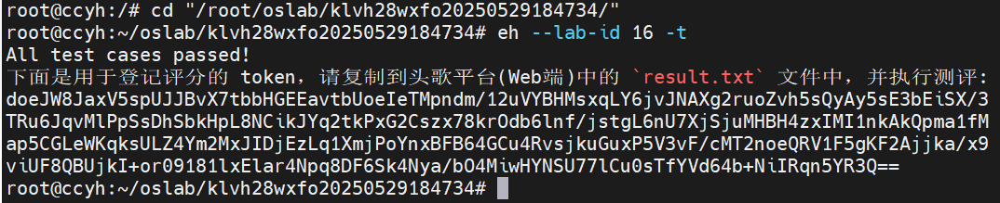 root@ccyh:/# cd "/root/oslab/klvh28wxfo20250529184734/"
root@ccyh:~/oslab/klvh28wxfo20250529184734# eh --lab-id 16 -t
All test cases passed!
下面是用于登记评分的 token，请复制到头歌平台(Web端)中的 `result.txt` 文件中，并执行测评:
doeJW8JaxV5spUJJBvX7tbbHGEEavtbUoeIeTMpndm/12uVYBHMsxqLY6jvJNAXg2ruoZvh5sQyAy5sE3bEiSX/3
TRu6JqvMlPpSsDhSbkHpL8NCikJYq2tkPxG2Cszx78krOdb6lnf/jstgL6nU7XjSjuMHBH4zxIMI1nkAkQpma1fM
ap5CGLeWKqksULZ4Ym2MxJIDjEzLq1XmjPoYnxBFB64GCu4RvsjkuGuxP5V3vF/cMT2noeQRV1F5gKF2Ajjka/x9
viUF8QBUjkI+or09181lxElar4Npq8DF6Sk4Nya/bO4MiwHYNSU77lCu0sTfYVd64b+NiIRqn5YR3Q==
root@ccyh:~/oslab/klvh28wxfo20250529184734#